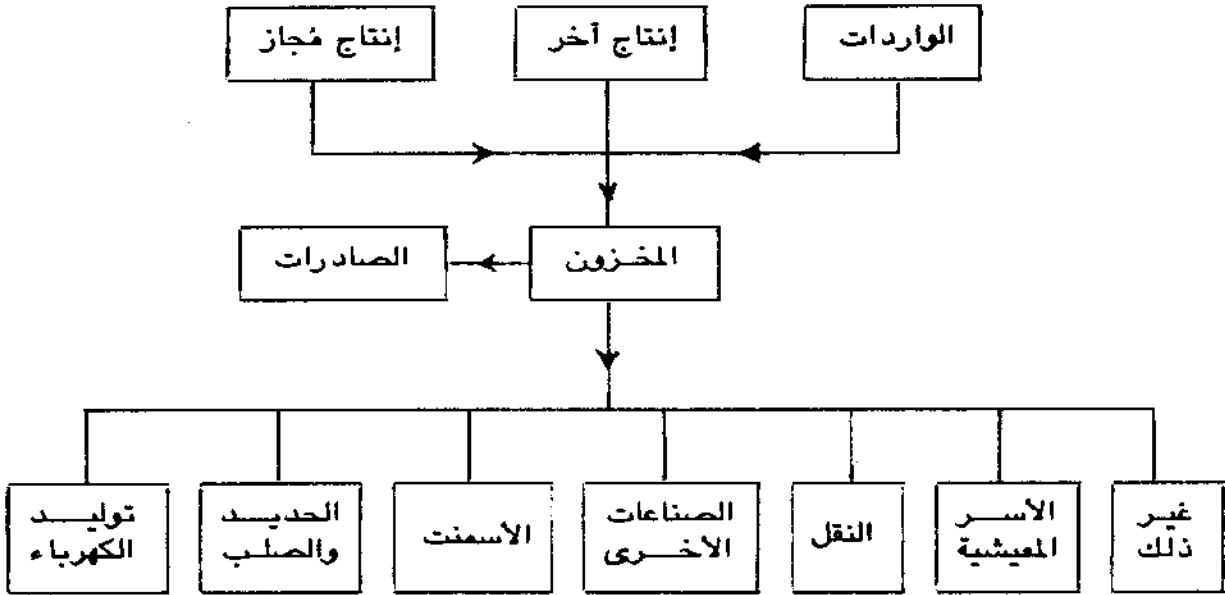 الواردات
إنتاج آخر
إنتاج مُجاز
المخزون
الصادرات
غير
ذلك
الأسر
المعيشية
النقل
الصناعات
الأخرى
الأسمنت
الحديد
والصلب
توليد
الكهرباء